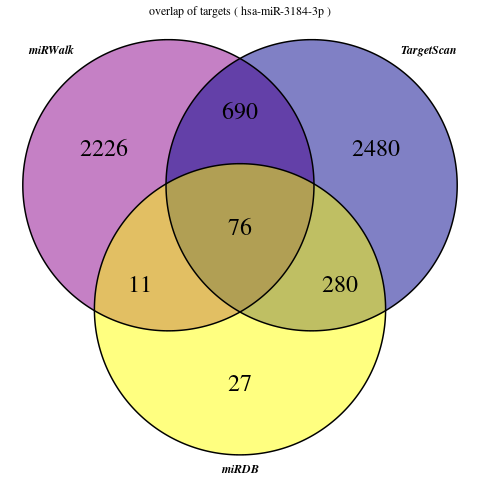 overlap of targets ( hsa-miR-3184-3p )
miRWalk
TargetScan
690
2226
2480
76
11
280
27
miRDB